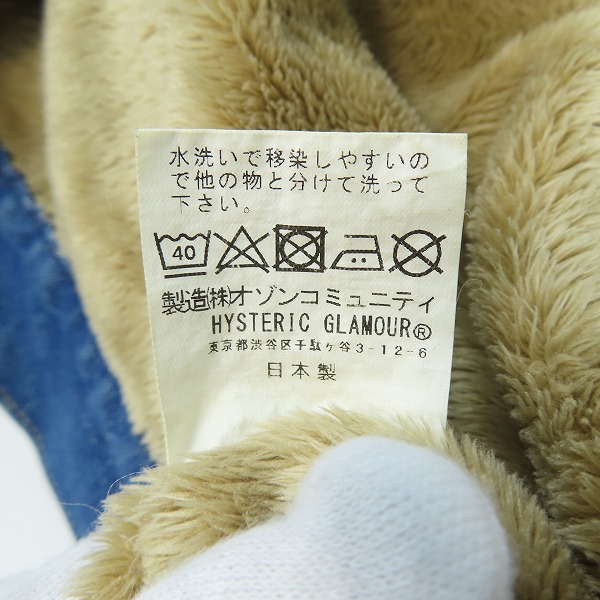 水洗いで移染しやすいの
で他の物と分けて洗って
下さい。
40
製造㈱オゾンコミュニティ
HYSTERIC GLAMOUR®
東京都渋谷区千駄ヶ谷3-12-6
日本製